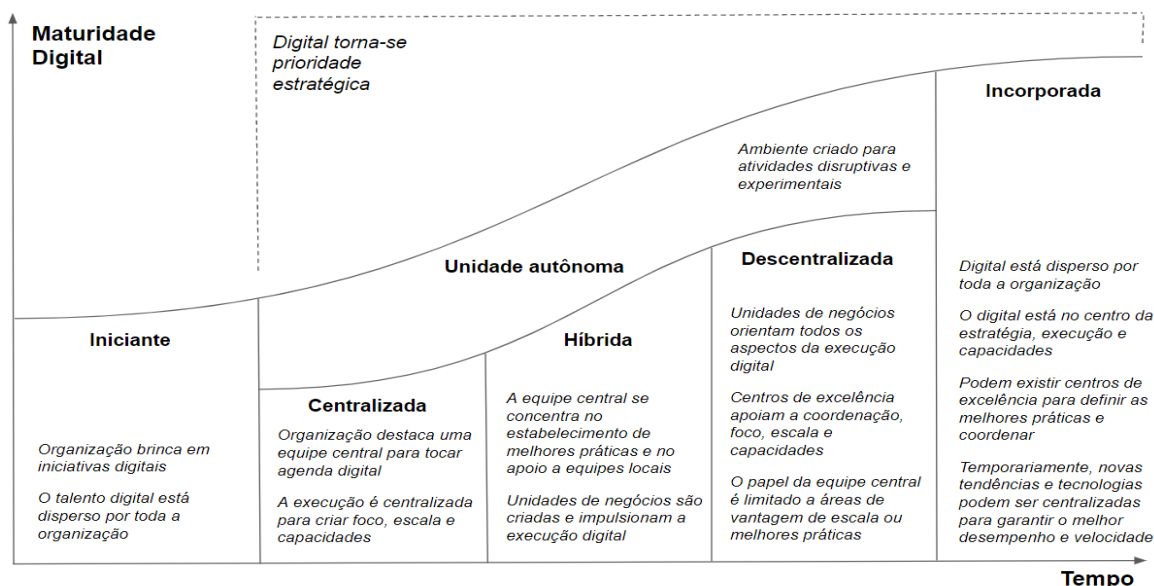 Maturidade
Digital
Digital torna-se
prioridade
estratégica
Incorporada
Ambiente criado para
atividades disruptivas e
experimentais
Unidade autônoma
Iniciante
Organização brinca em
iniciativas digitais
O talento digital está
disperso por toda a
organização
Centralizada
Organização destaca uma
equipe central para tocar
agenda digital
A execução é centralizada
para criar foco, escala e
capacidades
Híbrida
A equipe central se
concentra no
estabelecimento de
melhores práticas e no
apoio a equipes locais
Unidades de negócios são
criadas e impulsionam a
execução digital
Descentralizada
Unidades de negócios
orientam todos os
aspectos da execução
digital
Centros de excelência
apoiam a coordenação,
foco, escala e
capacidades
O papel da equipe central
é limitado a áreas de
vantagem de escala ou
melhores práticas
Digital está disperso por
toda a organização
O digital está no centro da
estratégia, execução e
capacidades
Podem existir centros de
excelência para definir as
melhores práticas e
coordenar
Temporariamente, novas
tendências e tecnologias
podem ser centralizadas
para garantir o melhor
desempenho e velocidade
Tempo